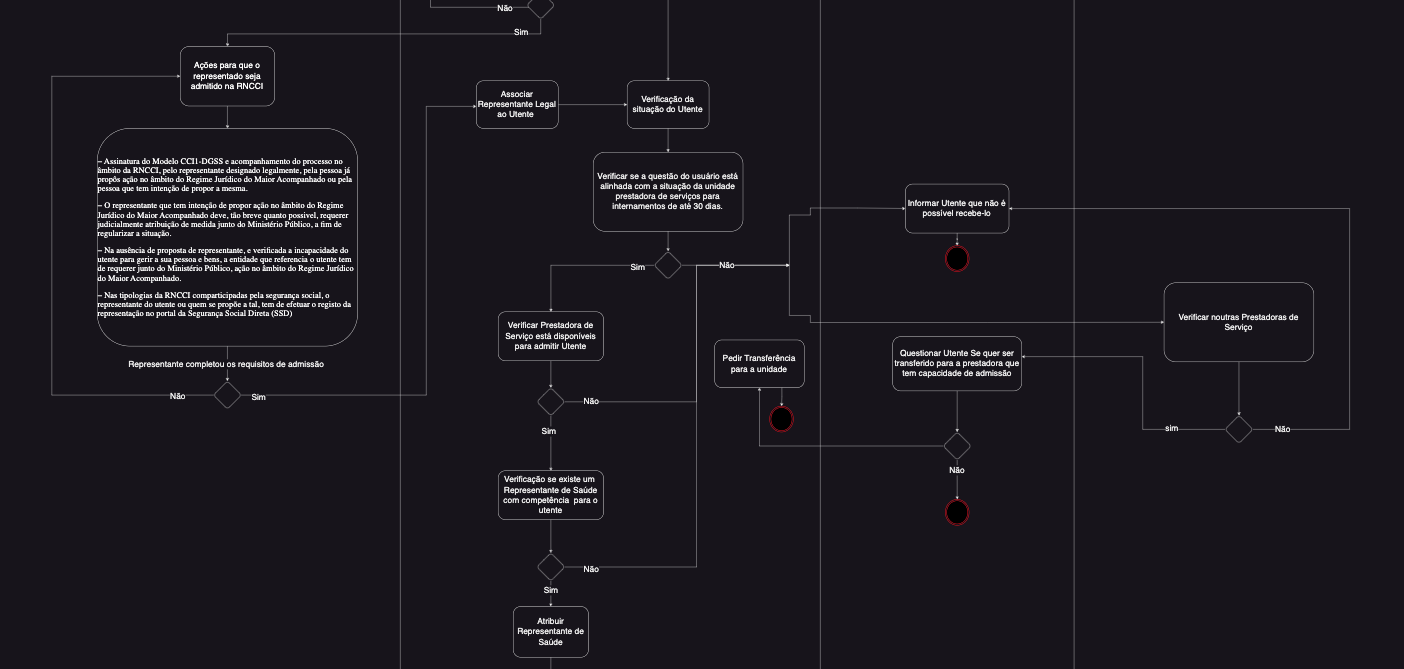 Não
Sim
Ações para que o
representado seja
admitido na RNCCI
Associar
Representante Legal
ao Utente
Verificação da
situação do Utente
– Assinatura do Modelo CCI1-DGSS e acompanhamento do processo no
âmbito da RNCCI, pelo representante designado legalmente, pela pessoa já
propôs ação no âmbito do Regime Jurídico do Maior Acompanhado ou pela
pessoa que tem intenção de propor a mesma.
– O representante que tem intenção de propor ação no âmbito do Regime
Jurídico do Maior Acompanhado deve, tão breve quanto possivel, requerer
judicialmente atribuição de medida junto do Ministério Público, a fim de
regularizar a situação.
– Na ausência de proposta de representante, e verificada a incapacidade do
utente para gerir a sua pessoa e bens, a entidade que referencia o utente tem
de requerer junto do Ministério Público, ação no âmbito do Regime Jurídico
do Maior Acompanhado.
– Nas tipologias da RNCCI comparticipadas pela segurança social, o
representante do utente ou quem se propõe a tal, tem de efetuar o registo da
representação no portal da Segurança Social Direta (SSD)
Representante completou os requisitos de admissão
Não
Sim
Verificar se a questão do usuário está
alinhada com a situação da unidade
prestadora de serviços para
internamentos de até 30 dias.
Sim
Não
Verificar Prestadora de
Serviço está disponíveis
para admitir Utente
Não
Sim
Verificação se existe um
Representante de Saúde
com competência para o
utente
Não
Sim
Atribuir
Representante de
Saúde
Pedir Transferência
para a unidade
Informar Utente que não é
possível recebe-lo
Questionar Utente Se quer ser
transferido para a prestadora que
tem capacidade de admissão
Não
Verificar noutras Prestadoras de
Serviço
sim
Não